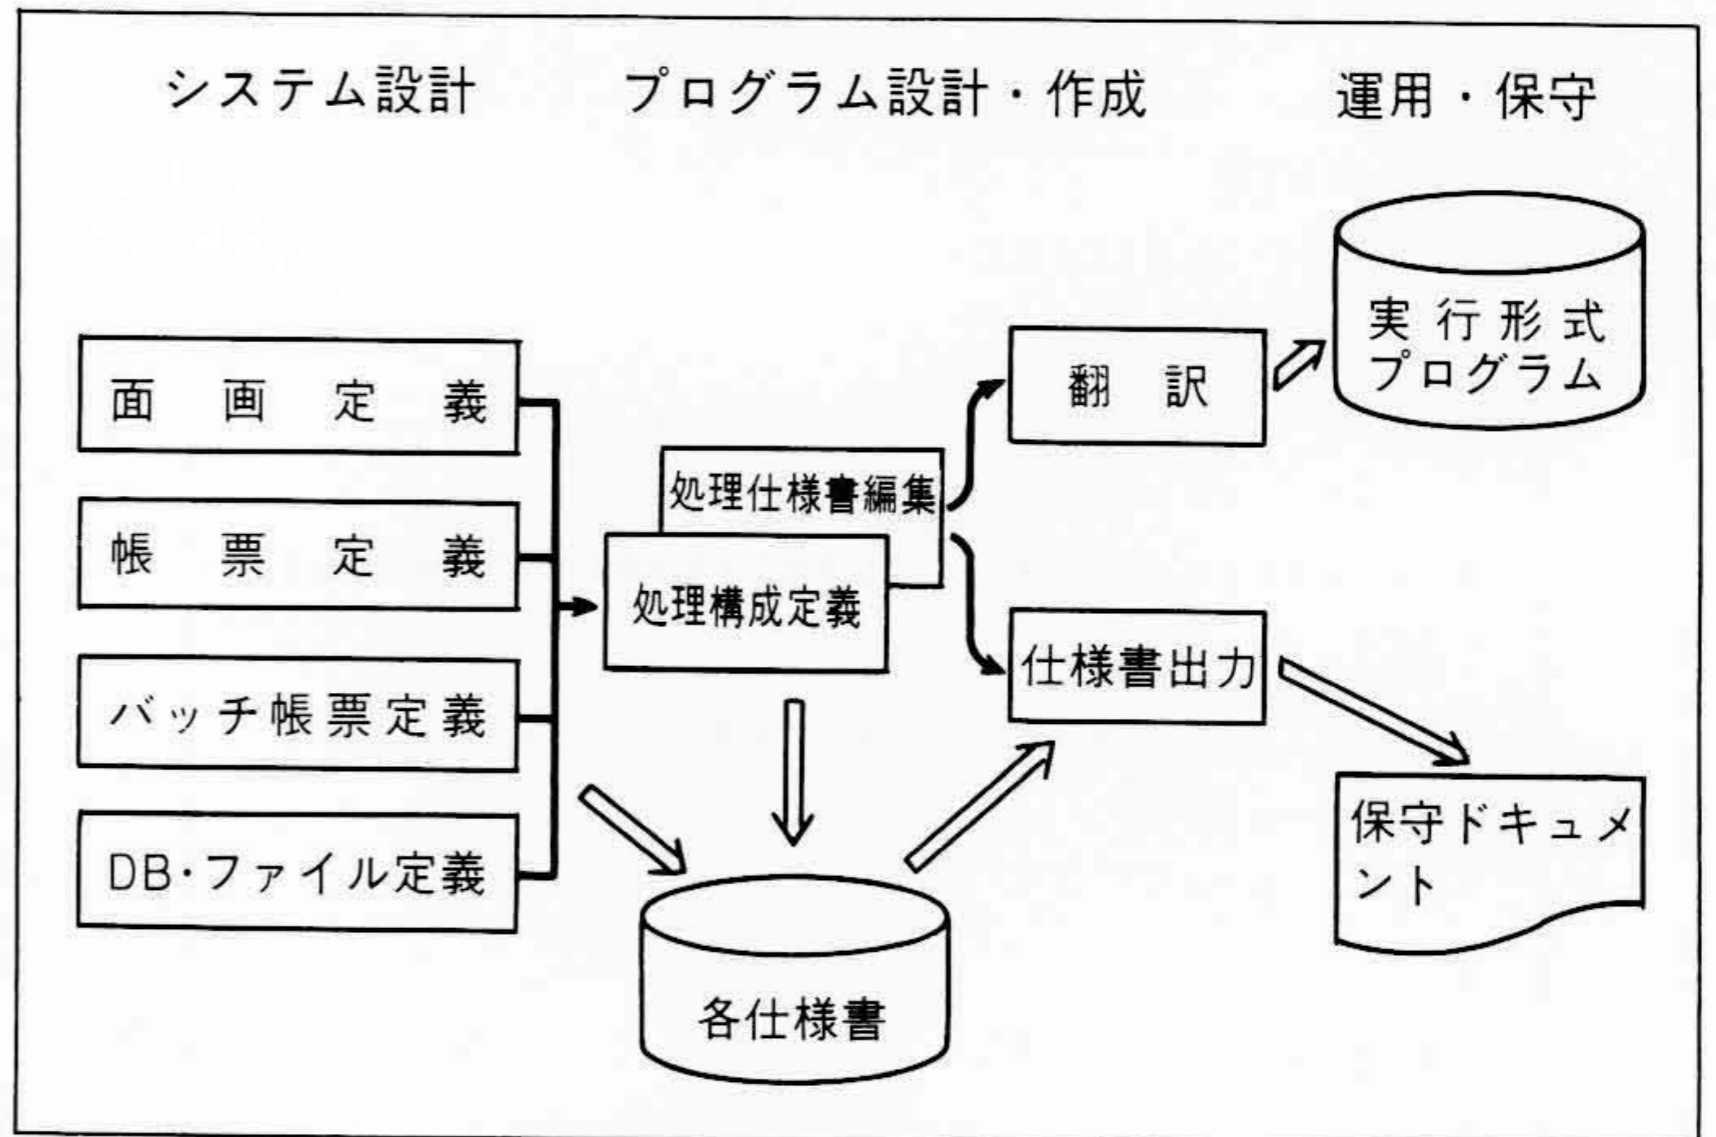 システム設計
プログラム設計・作成
運用・保守
面画定義
帳票定義
バッチ帳票定義
DB・ファイル定義
処理仕様書編集
処理構成定義
各仕様書
翻訳
仕様書出力
実行形式
プログラム
保守ドキュメ
ント